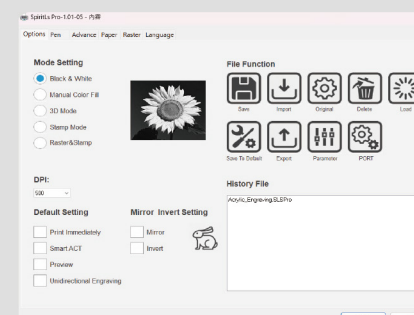 SpiritLs Pro-1.01-05 - 内雕
Options Pen Advance Paper Raster Language
Mode Setting
Black & White
Manual Color Fill
3D Mode
Stamp Mode
Raster&Stamp
File Function
Save Import Original Delete Load
Save To Default Export Parameter PORT
DPI:
500
History File
Acrylic_Engraving.SLSPro
Default Setting
Print Immediately
Smart ACT
Preview
Unidirectional Engraving
Mirror Invert Setting
Mirror
Invert